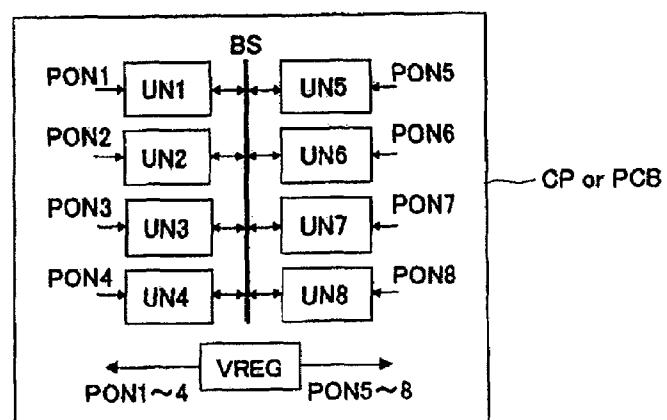 BS
PON1 UN1 UN5 PON5
PON2 UN2 UN6 PON6
PON3 UN3 UN7 PON7
PON4 UN4 UN8 PON8
CP or PCB
VREG
PON1～4 PON5～8